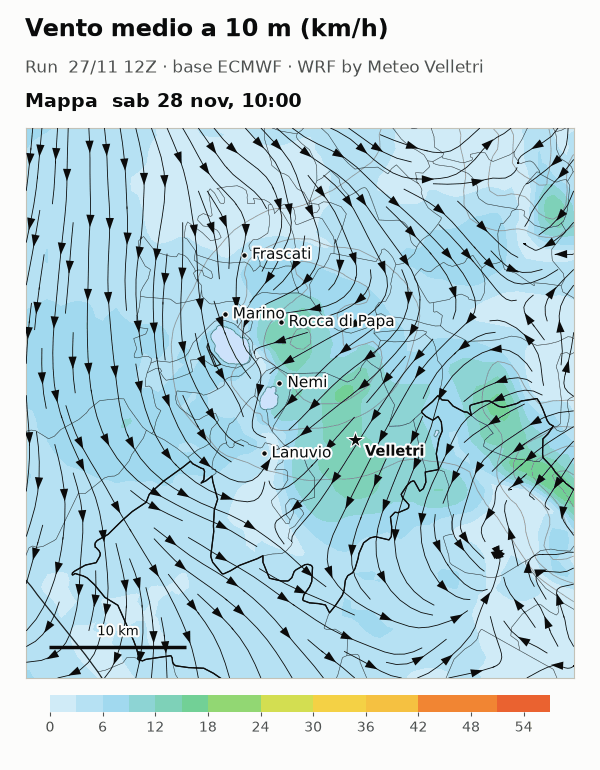 Vento medio a 10 m (km/h)
Run 27/11 12Z · base ECMWF · WRF by Meteo Velletri
Mappa sab 28 nov, 10:00
Frascati
Marino
Rocca di Papa
Nemi
Velletri
Lanuvio
10 km
0 6 12 18 24 30 36 42 48 54